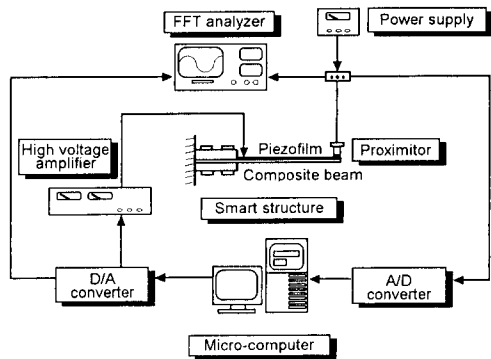 FFT analyzer
Power supply
High voltage
amplifier
Piezofilm
Proximitor
Composite beam
Smart structure
D/A
converter
A/D
converter
Micro-computer